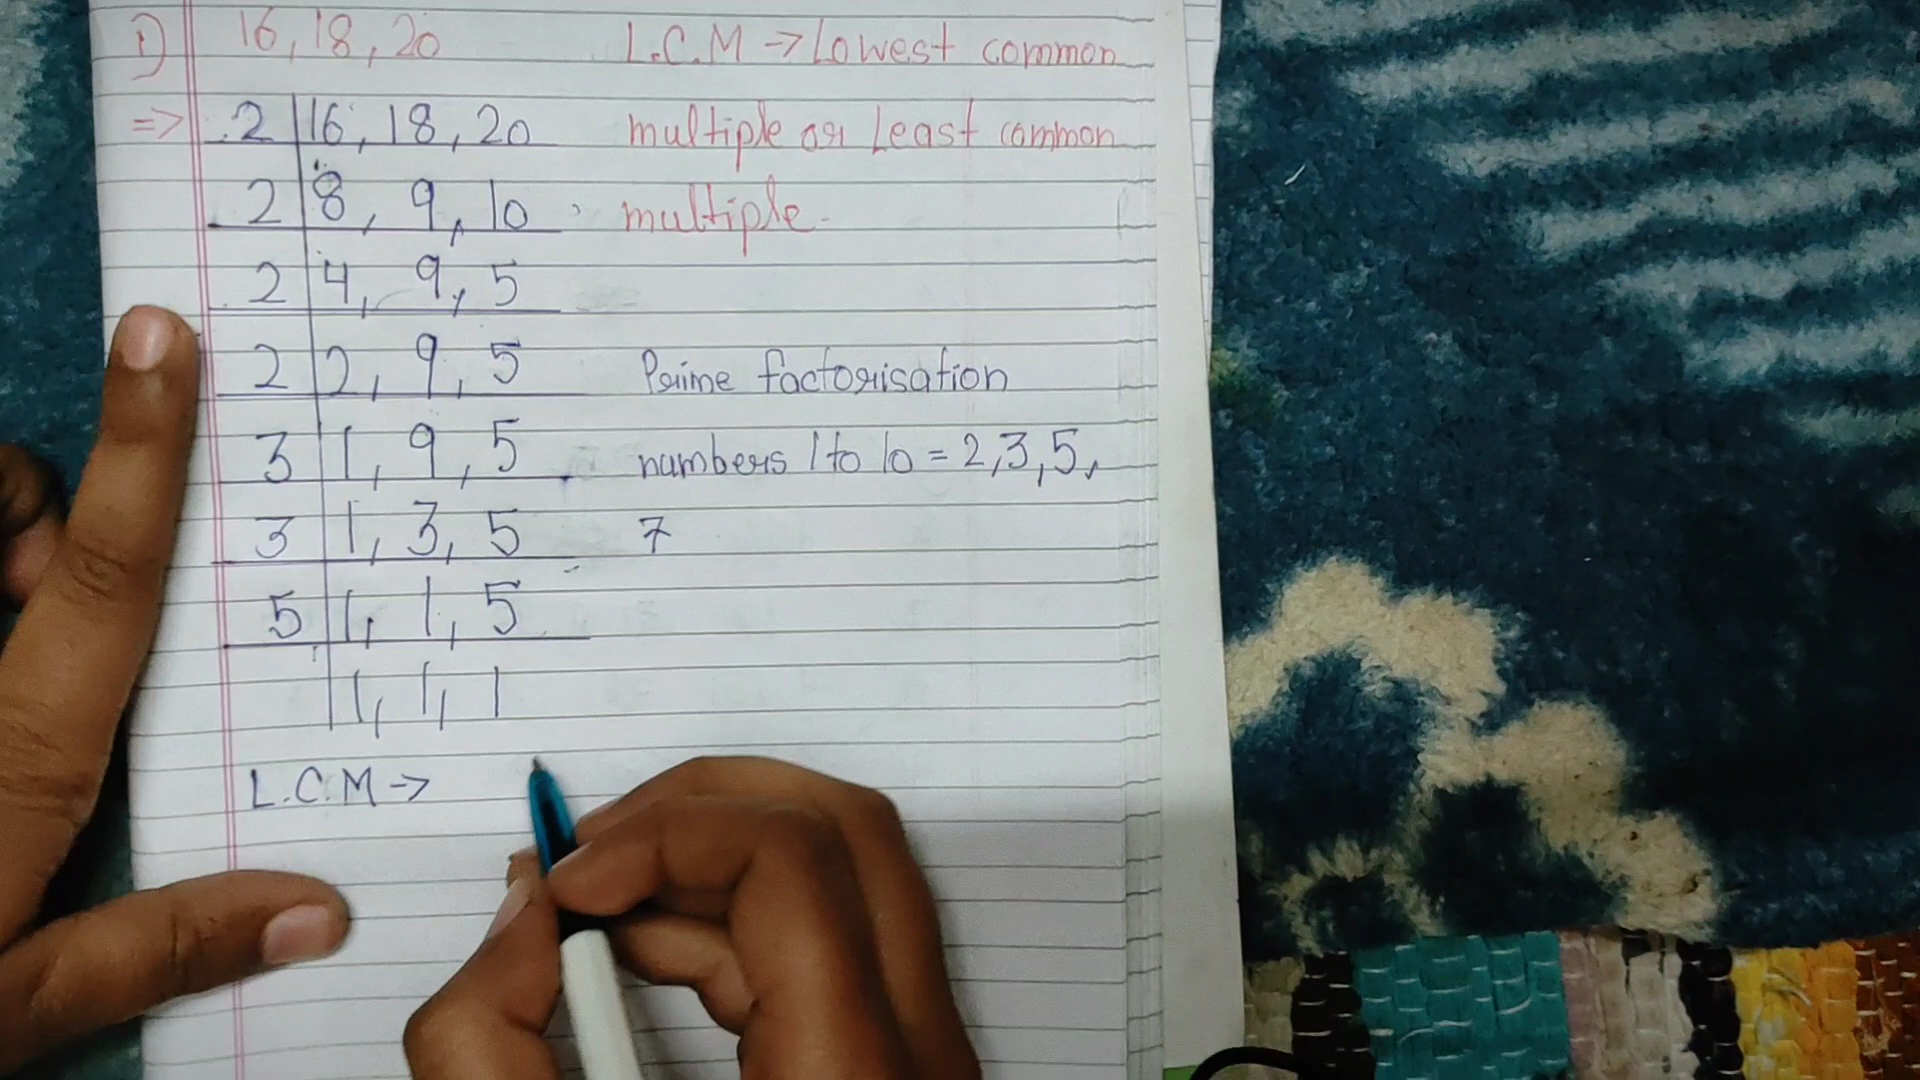 1) 16, 18, 20 L.C.M → Lowest common
⇒ 2 | 16, 18, 20 multiple or Least common
2 | 8, 9, 10 multiple.
2 | 4, 9, 5
2 | 2, 9, 5 Prime factorisation
3 | 1, 9, 5 numbers 1 to 10 = 2, 3, 5,
3 | 1, 3, 5 7
5 | 1, 1, 5
| 1, 1, 1
L.C.M →